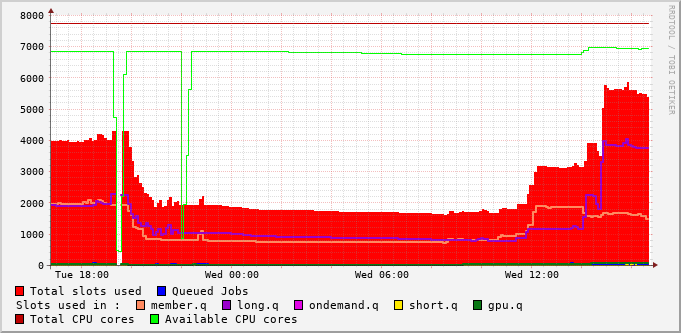 8000
7000
6000
5000
4000
3000
2000
1000
0
Tue 18:00 Wed 00:00 Wed 06:00 Wed 12:00
RRDTOOL / TOBI OETIKER
Total slots used Queued Jobs
Slots used in : member.q long.q ondemand.q short.q gpu.q
Total CPU cores Available CPU cores